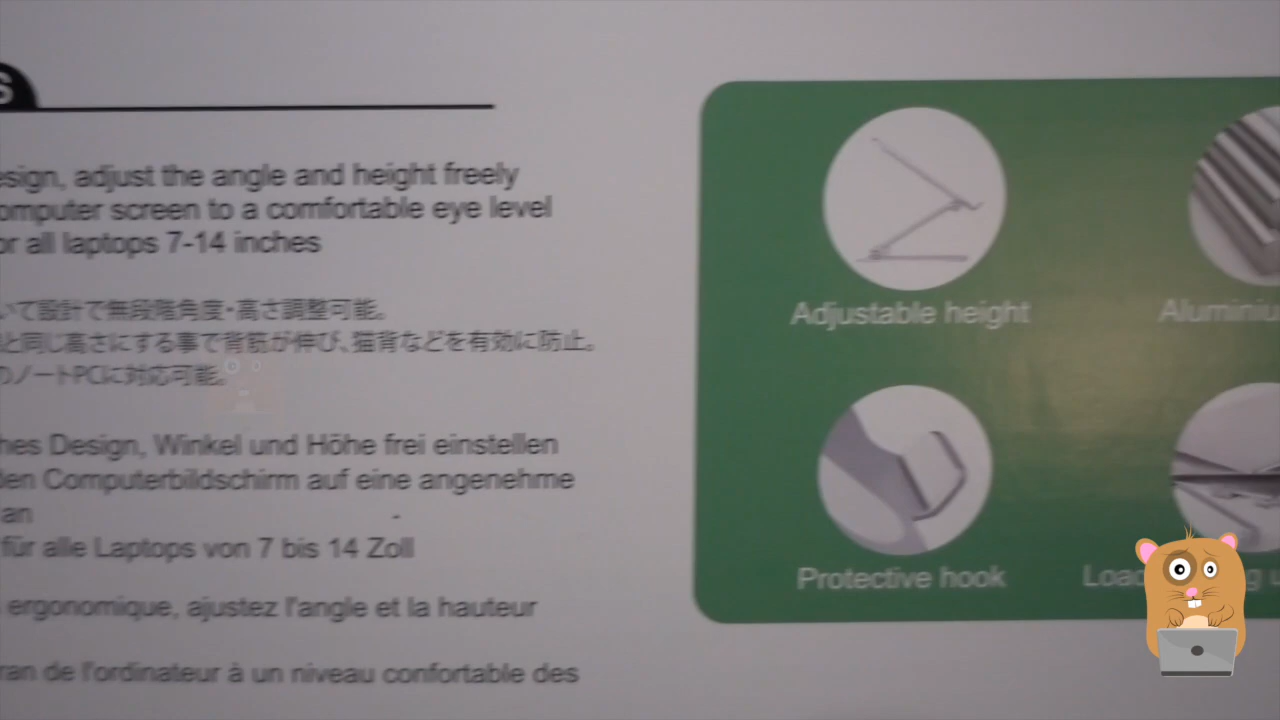 s
esign, adjust the angle and height freely
omputer screen to a comfortable eye level
or all laptops 7-14 inches
いて設計で無段階角度・高さ調整可能。
と同じ高さにする事で背筋が伸び、猫背などを有効に防止。
のノートPCに対応可能。
hes Design, Winkel und Höhe frei einstellen
den Computerbildschirm auf eine angenehme
an
für alle Laptops von 7 bis 14 Zoll
ergonomique, ajustez l'angle et la hauteur
ran de l'ordinateur à un niveau confortable des
Adjustable height
Aluminiu
Protective hook
Load
g u